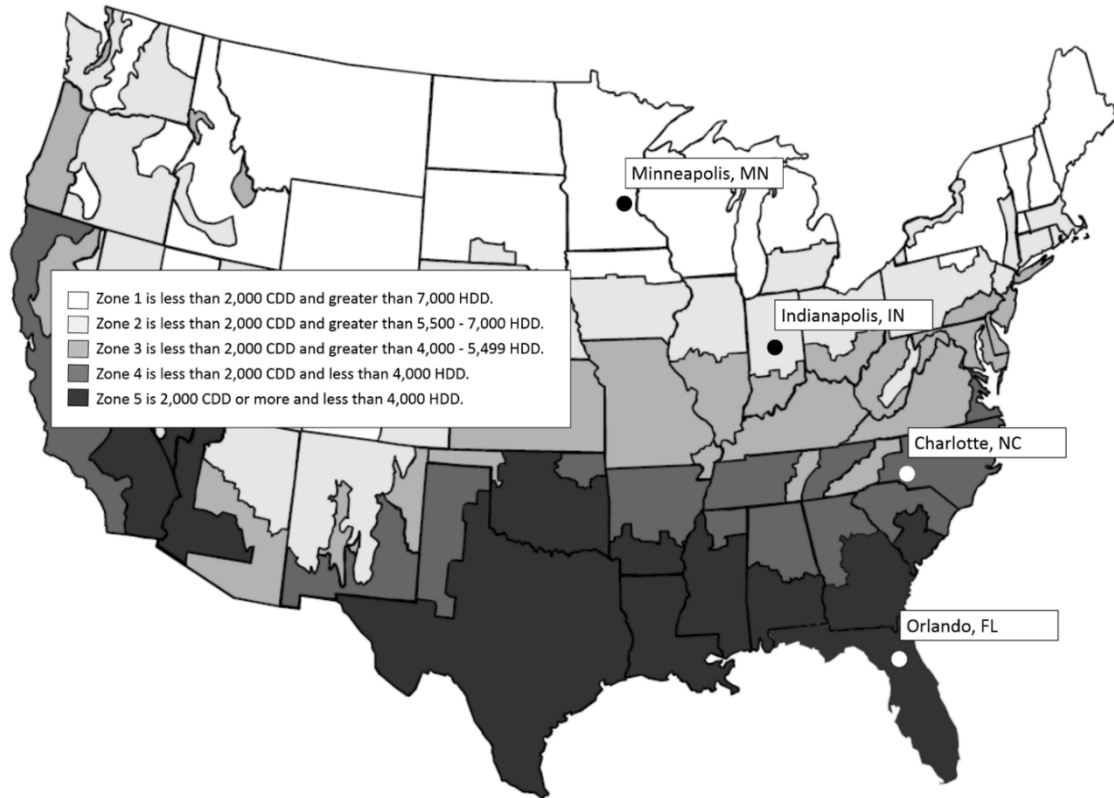 Minneapolis, MN
Zone 1 is less than 2,000 CDD and greater than 7,000 HDD.
Zone 2 is less than 2,000 CDD and greater than 5,500 - 7,000 HDD.
Zone 3 is less than 2,000 CDD and greater than 4,000 - 5,499 HDD.
Zone 4 is less than 2,000 CDD and less than 4,000 HDD.
Zone 5 is 2,000 CDD or more and less than 4,000 HDD.
Indianapolis, IN
Charlotte, NC
Orlando, FL